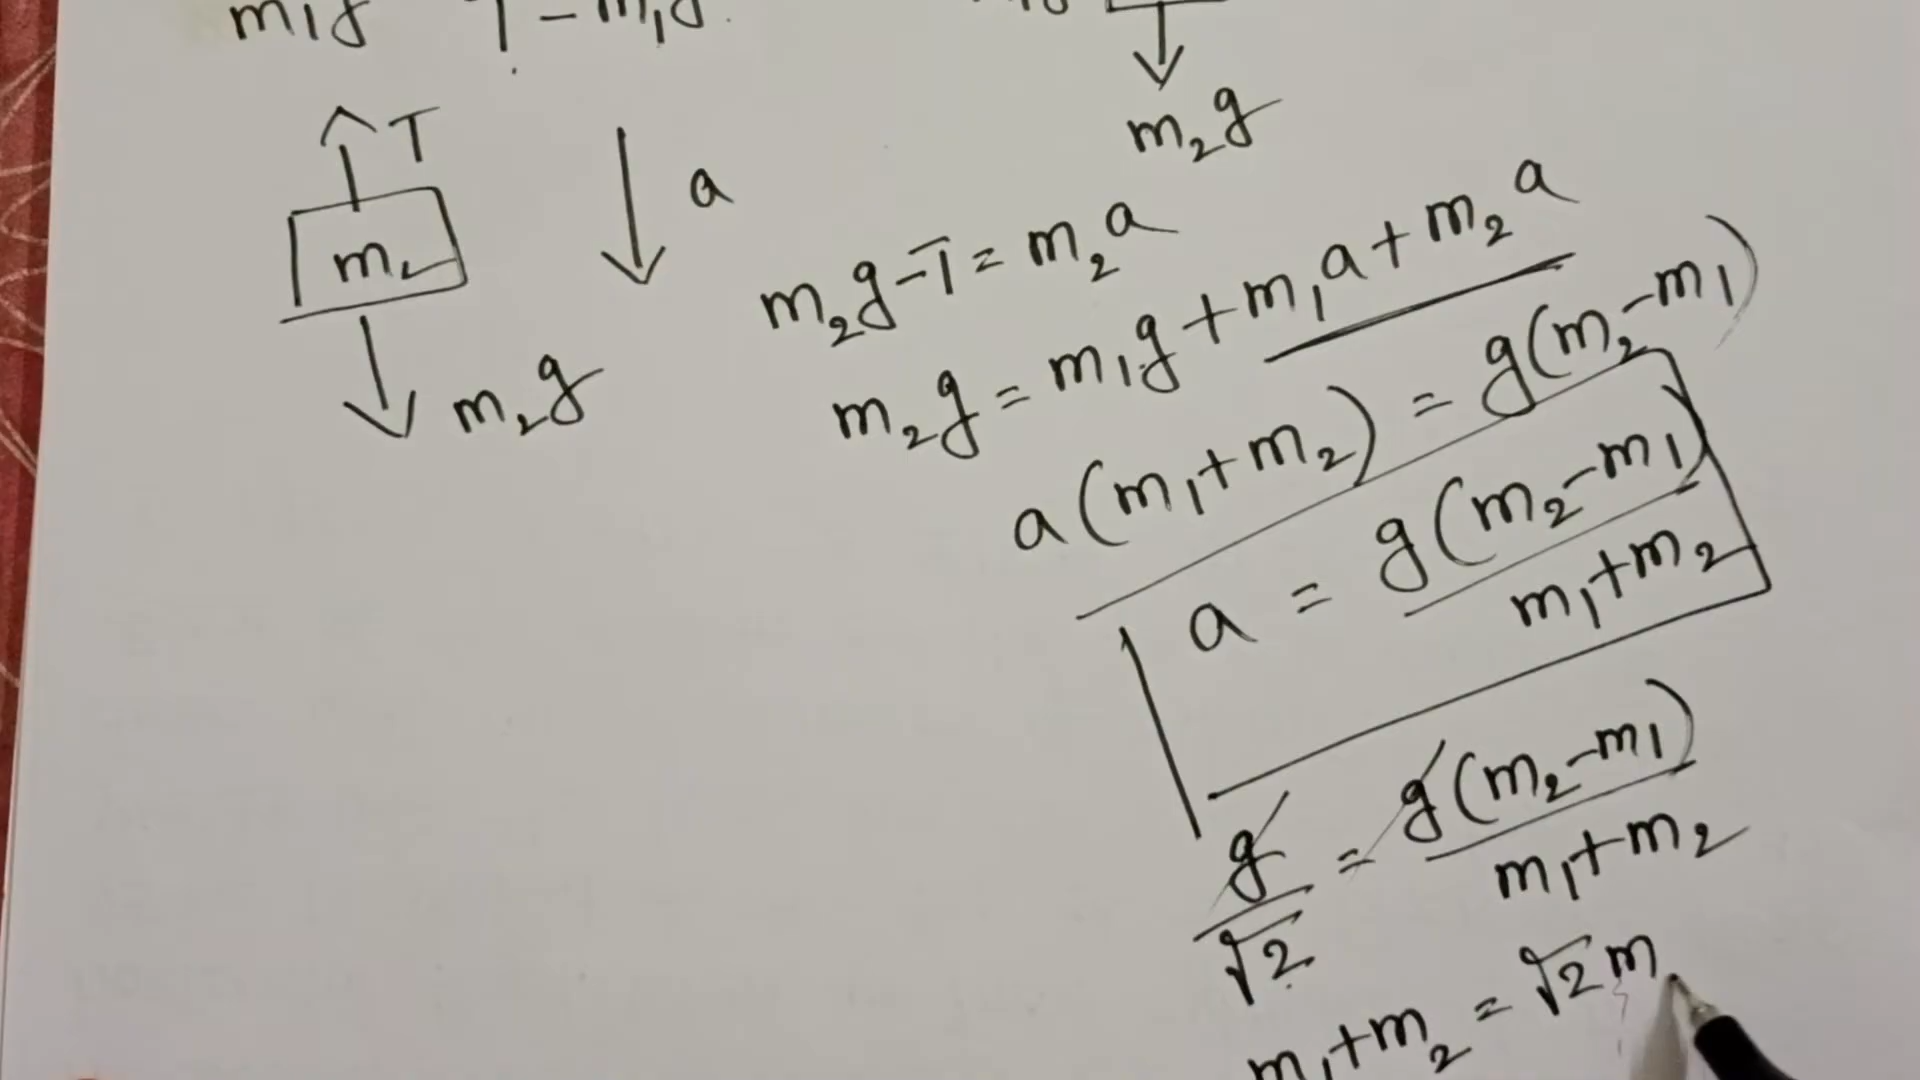 m₁g T - m₁g
m₂g
T
m₂
a
m₂g
m₂g - T = m₂a
m₂g = m₁g + m₁a + m₂a
a(m₁+m₂) = g(m₂-m₁)
a = g(m₂-m₁) / m₁+m₂
g/√2 = g(m₂-m₁) / m₁+m₂
m₁+m₂ = √2 m